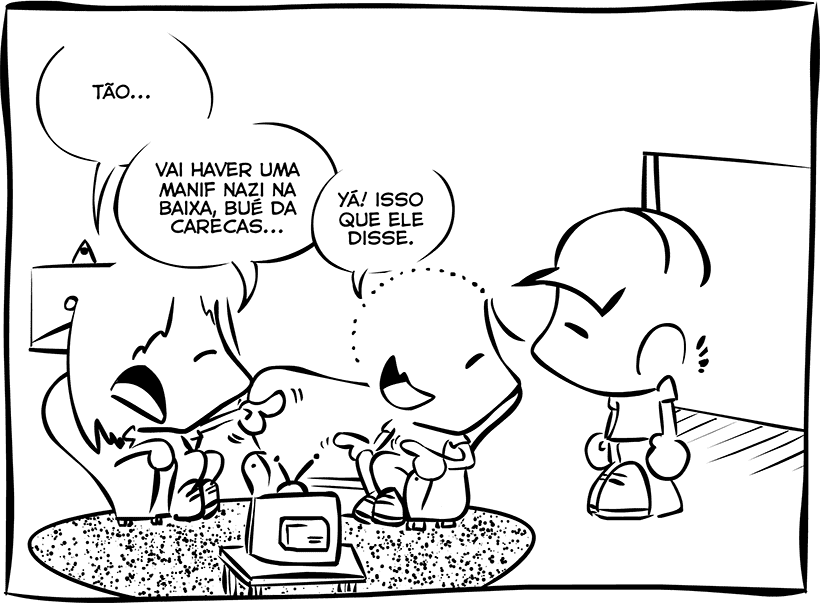 TÃO...
VAI HAVER UMA
MANIF NAZI NA
BAIXA, BUÉ DA
CARECAS...
YÁ! ISSO
QUE ELE
DISSE.